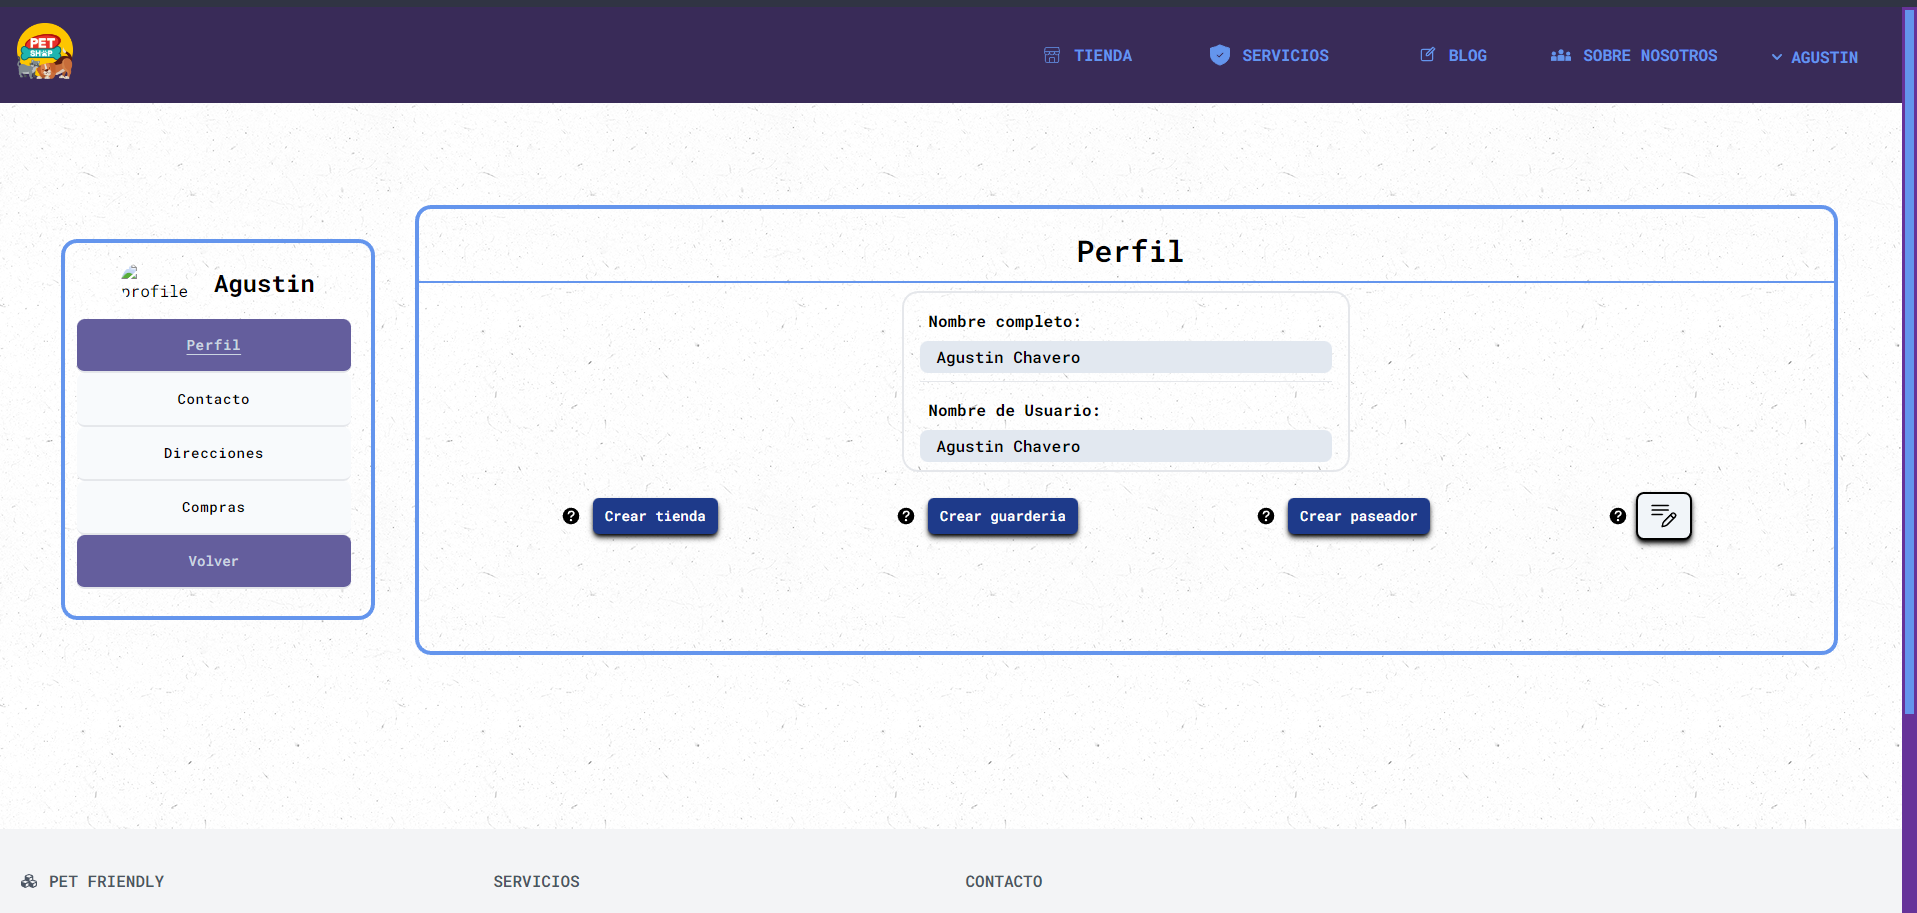 PET
SHOP
TIENDA
SERVICIOS
BLOG
SOBRE NOSOTROS
AGUSTIN
profile
Agustin
Perfil
Contacto
Direcciones
Compras
Volver
Perfil
Nombre completo:
Agustin Chavero
Nombre de Usuario:
Agustin Chavero
Crear tienda
Crear guarderia
Crear paseador
PET FRIENDLY
SERVICIOS
CONTACTO